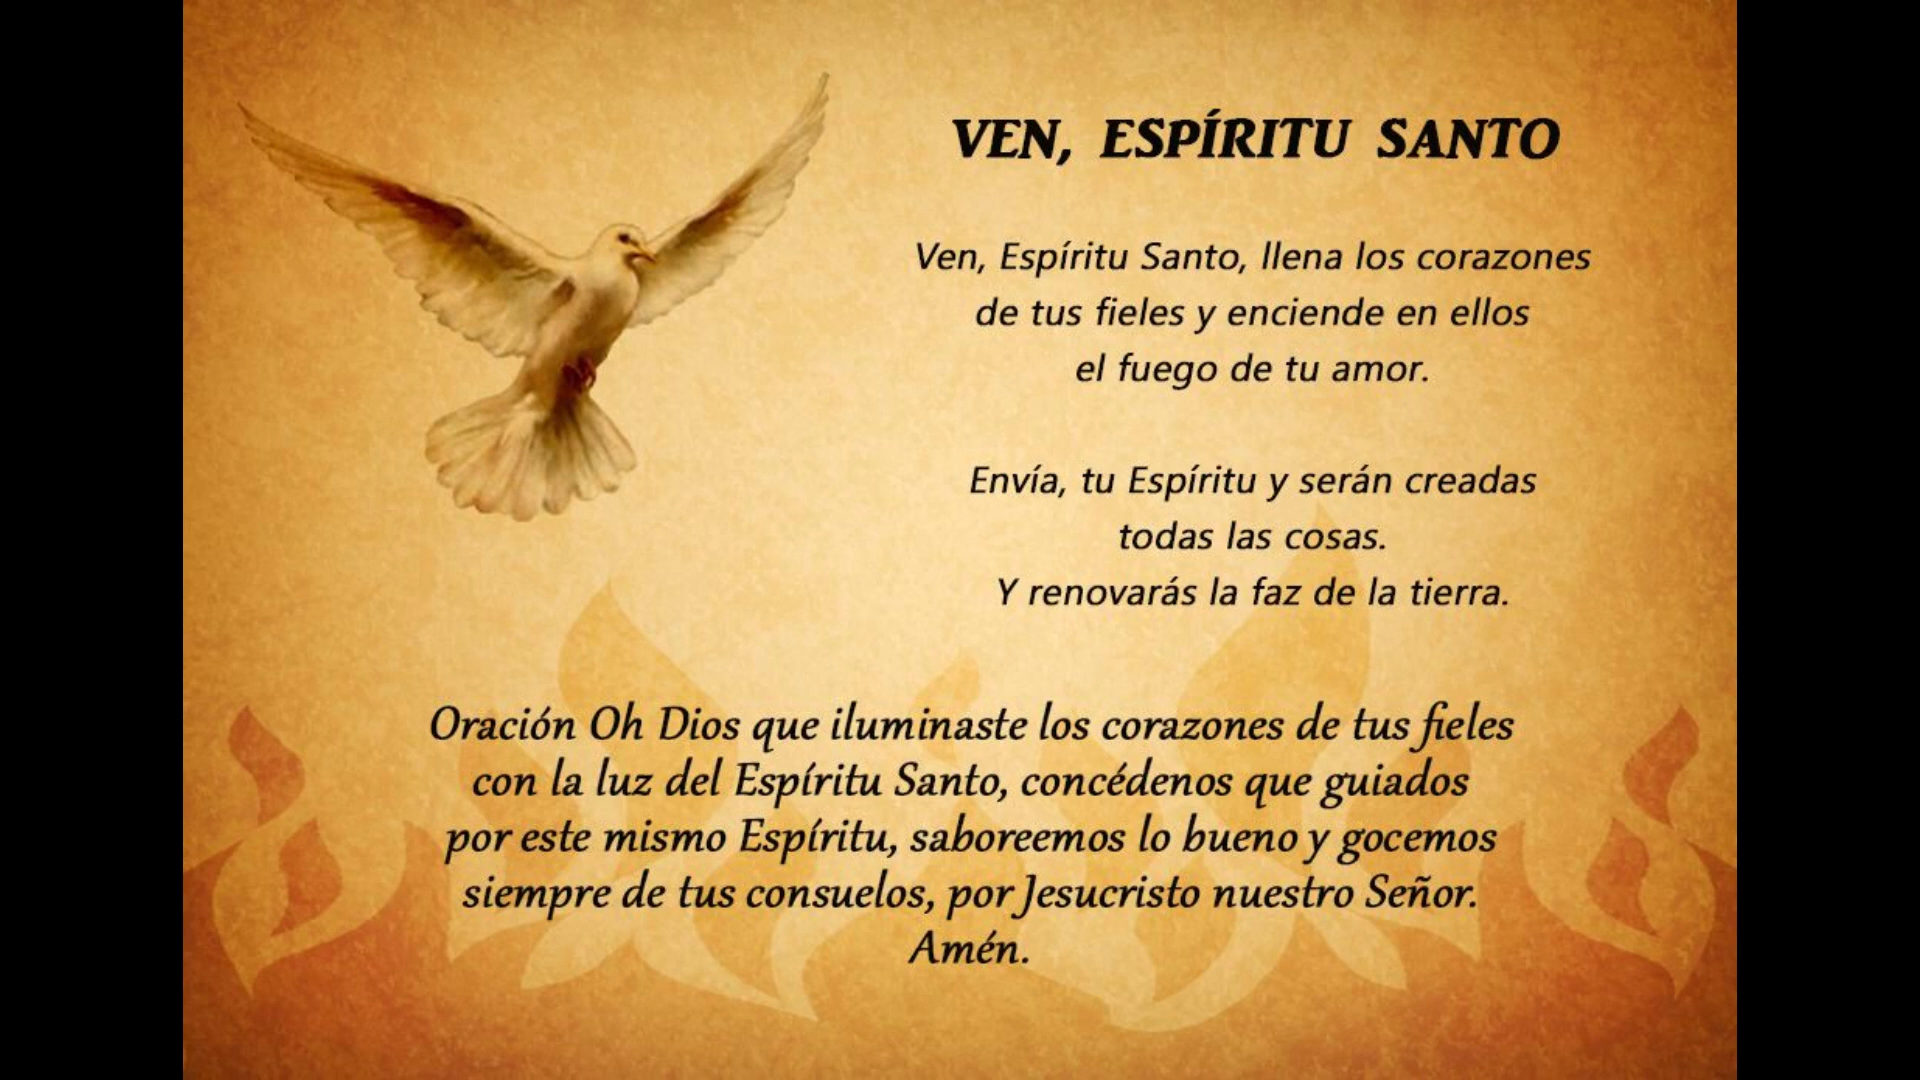 VEN, ESPÍRITU SANTO
Ven, Espíritu Santo, llena los corazones
de tus fieles y enciende en ellos
el fuego de tu amor.
Envía, tu Espíritu y serán creadas
todas las cosas.
Y renovarás la faz de la tierra.
Oración Oh Dios que iluminaste los corazones de tus fieles
con la luz del Espíritu Santo, concédenos que guiados
por este mismo Espíritu, saboreemos lo bueno y gocemos
siempre de tus consuelos, por Jesucristo nuestro Señor.
Amén.